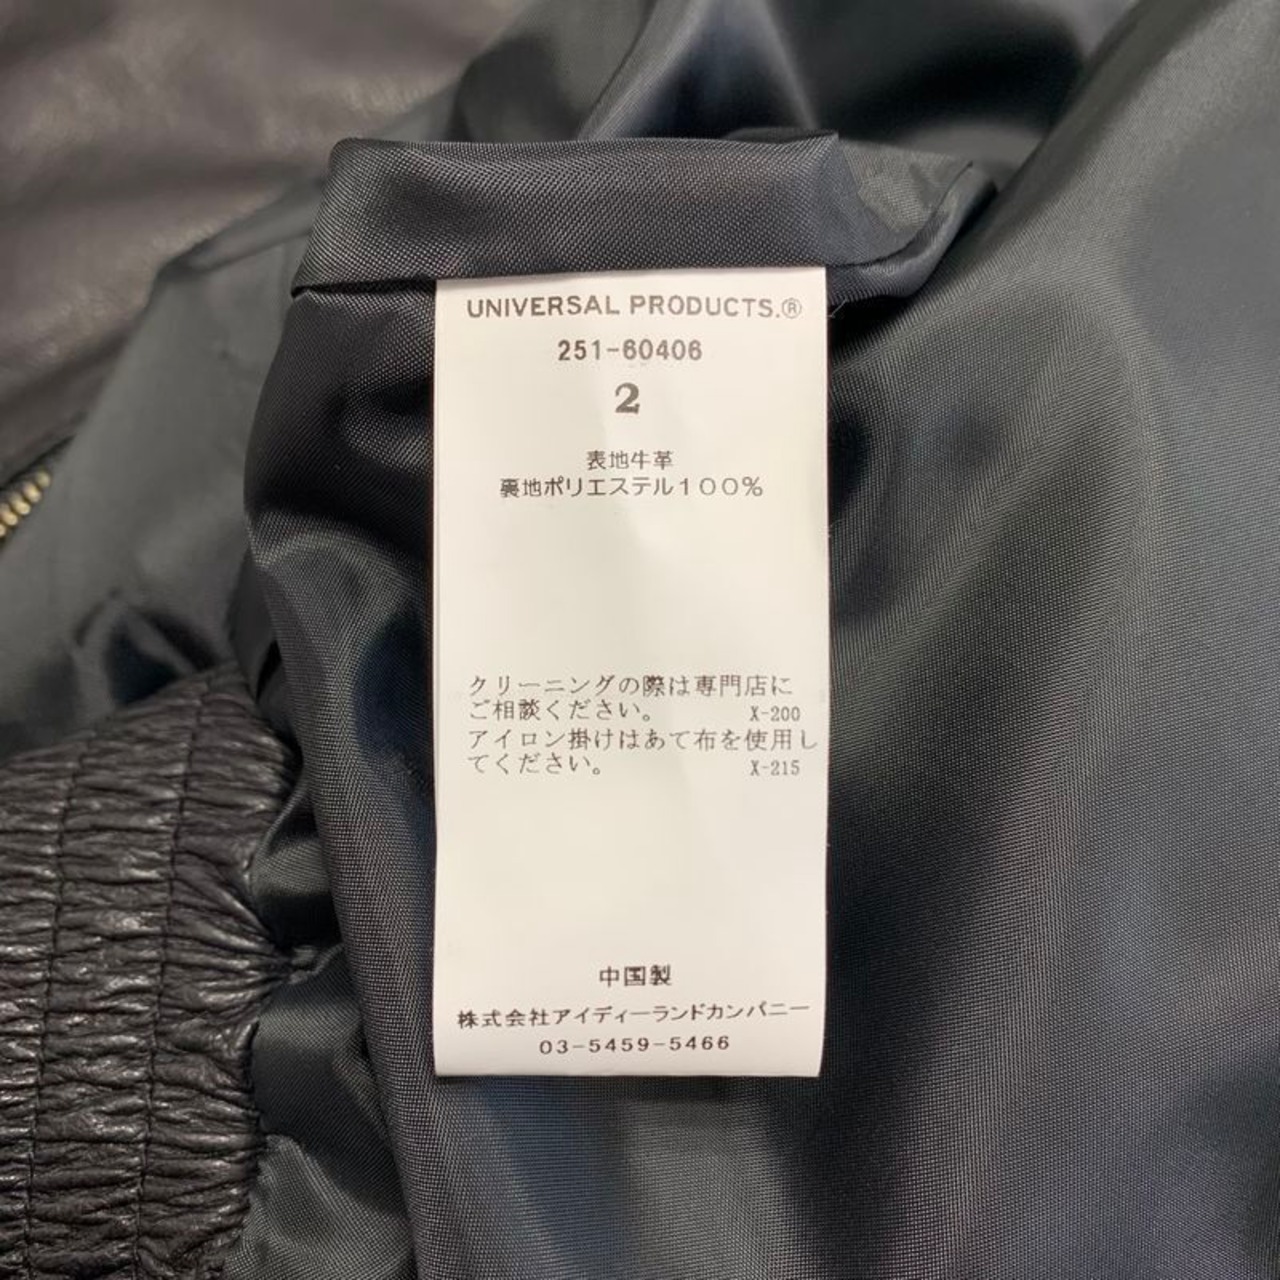 UNIVERSAL PRODUCTS.®
251-60406
2
表地牛革
裏地ポリエステル１００％
クリーニングの際は専門店に
ご相談ください。 X-200
アイロン掛けはあて布を使用し
てください。 X-215
中国製
株式会社アイディーランドカンパニー
03-5459-5466